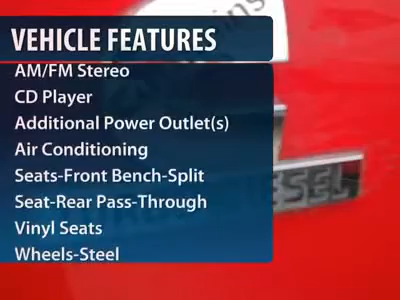 VEHICLE FEATURES
AM/FM Stereo
CD Player
Additional Power Outlet(s)
Air Conditioning
Seats-Front Bench-Split
Seat-Rear Pass-Through
Vinyl Seats
Wheels-Steel
DIESEL